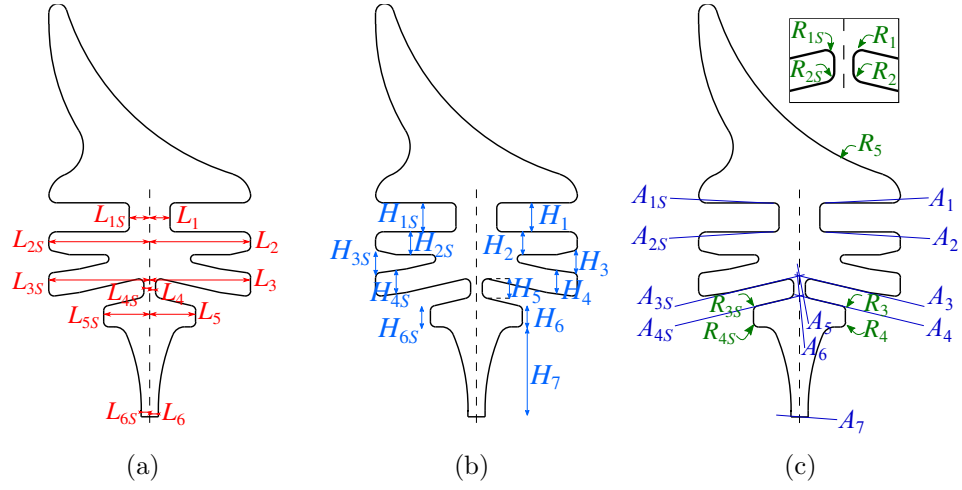 R₁S R₁
R₂S R₂
R₅
L₁S L₁
H₁S H₁
A₁S A₁
L₂S L₂
H₂S H₂
A₂S A₂
H₃S H₃
L₃S L₃
L₄S L₄
H₄S H₅ H₄
A₃S A₃
R₃S R₃
L₅S L₅
H₆S H₆
A₅
A₄S R₄S R₄ A₄
A₆
H₇
L₆S L₆
A₇
(a) (b) (c)